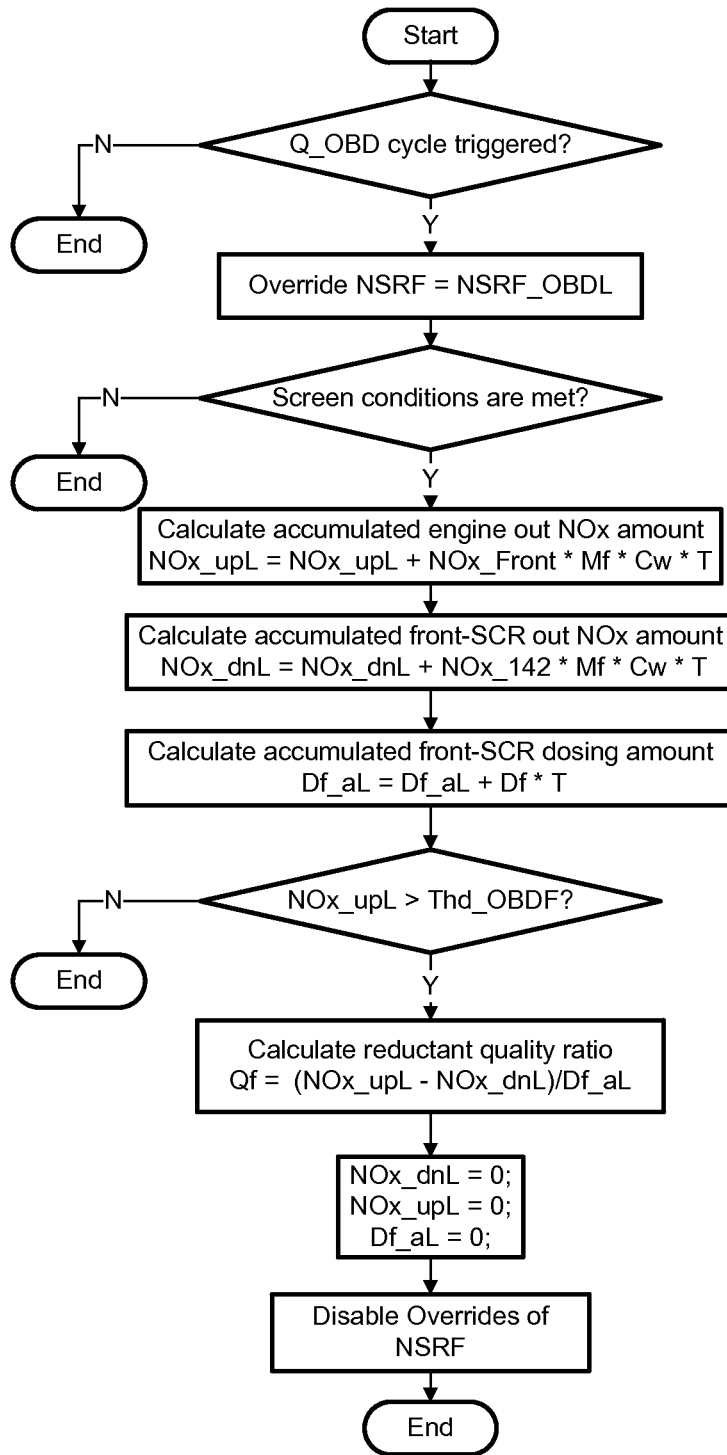 Start
Q_OBD cycle triggered?
N
End
Y
Override NSRF = NSRF_OBDL
Screen conditions are met?
N
End
Y
Calculate accumulated engine out NOx amount
NOx_upL = NOx_upL + NOx_Front * Mf * Cw * T
Calculate accumulated front-SCR out NOx amount
NOx_dnL = NOx_dnL + NOx_142 * Mf * Cw * T
Calculate accumulated front-SCR dosing amount
Df_aL = Df_aL + Df * T
NOx_upL > Thd_OBDF?
N
End
Y
Calculate reductant quality ratio
Qf = (NOx_upL - NOx_dnL)/Df_aL
NOx_dnL = 0;
NOx_upL = 0;
Df_aL = 0;
Disable Overrides of
NSRF
End